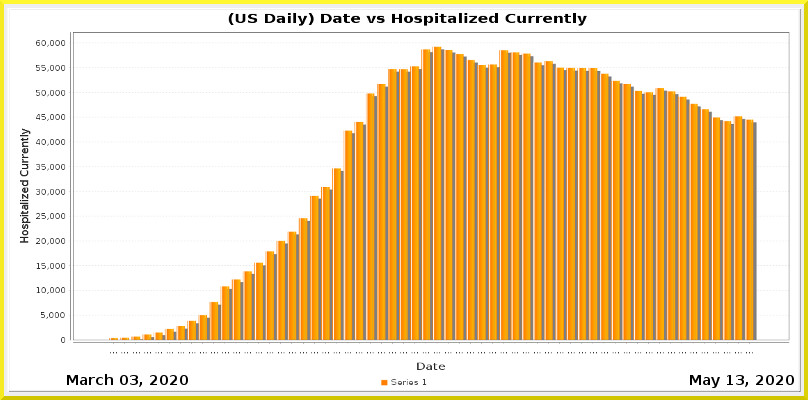 (US Daily) Date vs Hospitalized Currently
Hospitalized Currently
60,000
55,000
50,000
45,000
40,000
35,000
30,000
25,000
20,000
15,000
10,000
5,000
0
Date
March 03, 2020
Series 1
May 13, 2020